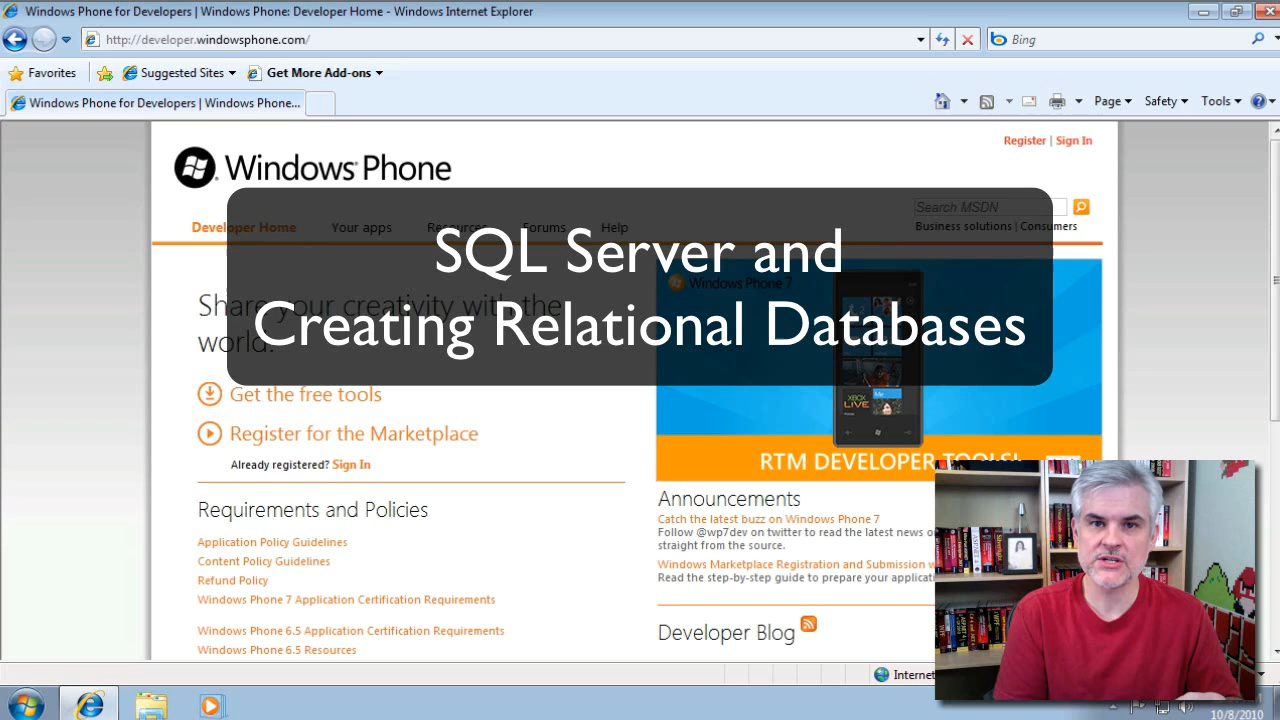 Windows Phone for Developers | Windows Phone: Developer Home - Windows Internet Explorer
http://developer.windowsphone.com/
Bing
Favorites
Suggested Sites
Get More Add-ons
Windows Phone for Developers | Windows Phone...
Page
Safety
Tools
Register | Sign In
Windows Phone
Search MSDN
Developer Home
Your apps
Resources
Forums
Help
Business solutions | Consumers
SQL Server and
Creating Relational Databases
Windows Phone 7
Share your creativity with the
world.
XBOX
LIVE
Me
Get the free tools
Register for the Marketplace
Already registered? Sign In
RTM DEVELOPER TOOLS!
Requirements and Policies
Application Policy Guidelines
Content Policy Guidelines
Refund Policy
Windows Phone 7 Application Certification Requirements
Windows Phone 6.5 Application Certification Requirements
Windows Phone 6.5 Resources
Announcements
Catch the latest buzz on Windows Phone 7
Follow @wp7dev on twitter to read the latest news
straight from the source.
Windows Marketplace Registration and Submission
Read the step-by-step guide to prepare your
Developer Blog
Internet
10/8/2010